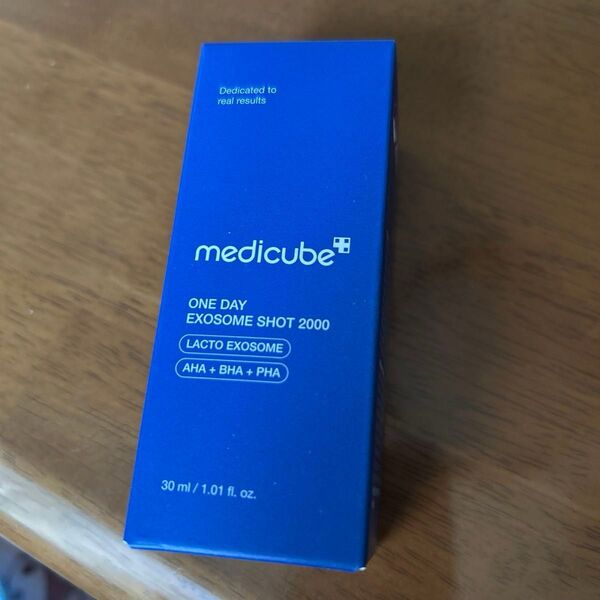 Dedicated to
real results
medicube
ONE DAY
EXOSOME SHOT 2000
LACTO EXOSOME
AHA + BHA + PHA
30 ml / 1.01 fl. oz.